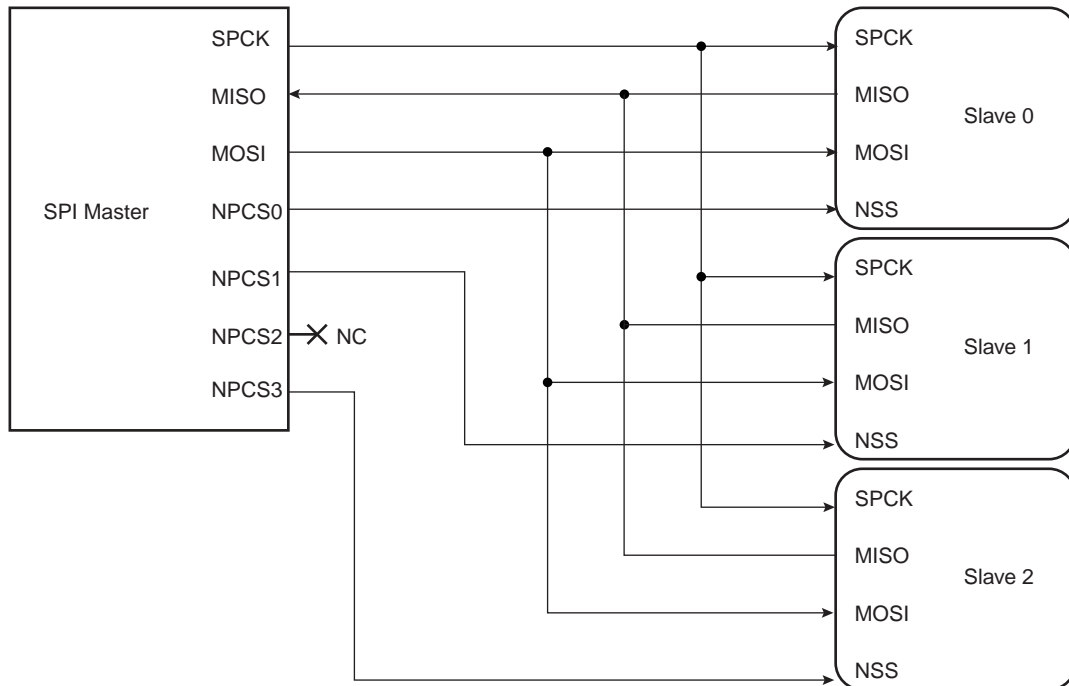 SPI Master
SPCK
MISO
MOSI
NPCS0
NPCS1
NPCS2
NC
NPCS3
SPCK
MISO
Slave 0
MOSI
NSS
SPCK
MISO
Slave 1
MOSI
NSS
SPCK
MISO
Slave 2
MOSI
NSS